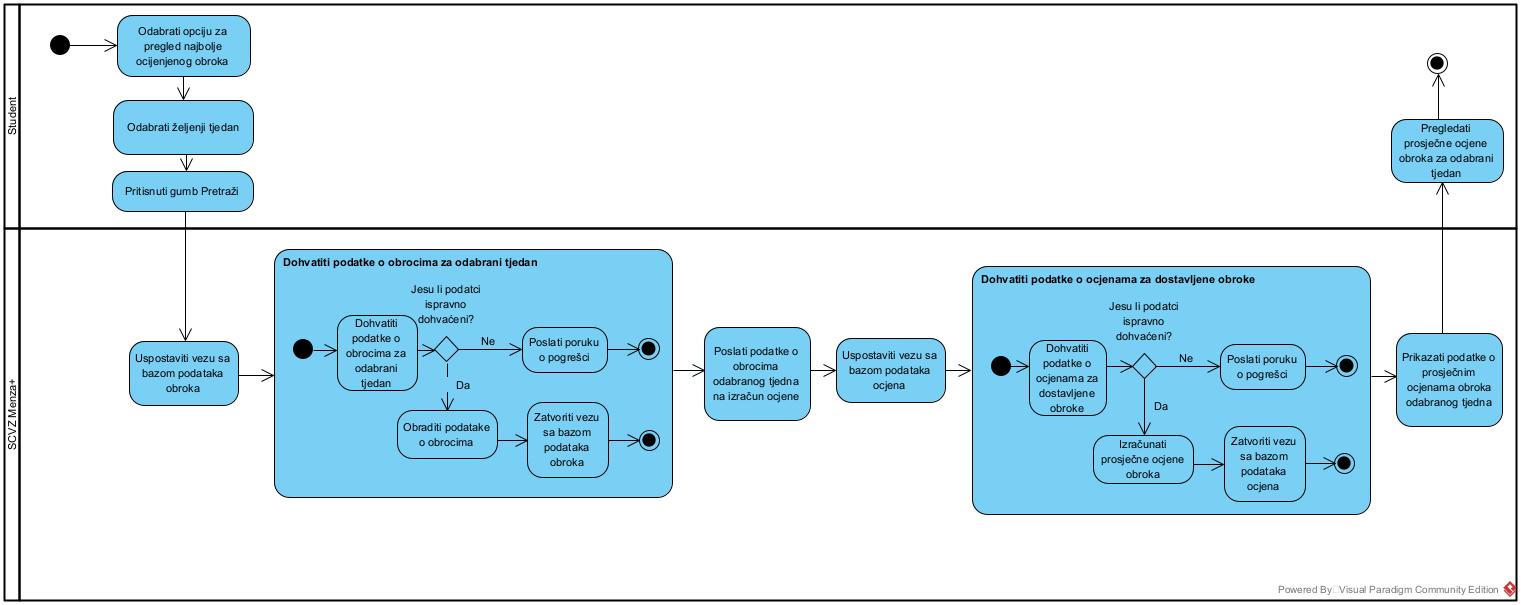 Student
Odabrati opciju za
pregled najbolje
ocijenjenog obroka
Odabrati željenji tjedan
Pritisnuti gumb Pretraži
Pregledati
prosječne ocjene
obroka za odabrani
tjedan
SCVZ Menza+
Uspostaviti vezu sa
bazom podataka
obroka
Dohvatiti podatke o obrocima za odabrani tjedan
Jesu li podatci
ispravno
dohvaćeni?
Dohvatiti
podatke o
obrocima za
odabrani
tjedan
Ne
Poslati poruku
o pogrešci
Da
Obraditi podatake
o obrocima
Zatvoriti vezu
sa bazom
podataka
obroka
Poslati podatke o
obrocima
odabranog tjedna
na izračun ocjene
Uspostaviti vezu sa
bazom podataka
ocjena
Dohvatiti podatke o ocjenama za dostavljene obroke
Jesu li podatci
ispravno
dohvaćeni?
Dohvatiti
podatke o
ocjenama za
dostavljene
obroke
Ne
Poslati poruku
o pogrešci
Da
Izračunati
prosječne ocjene
obroka
Zatvoriti vezu
sa bazom
podataka
ocjena
Prikazati podatke o
prosječnim
ocjenama obroka
odabranog tjedna
Powered By Visual Paradigm Community Edition